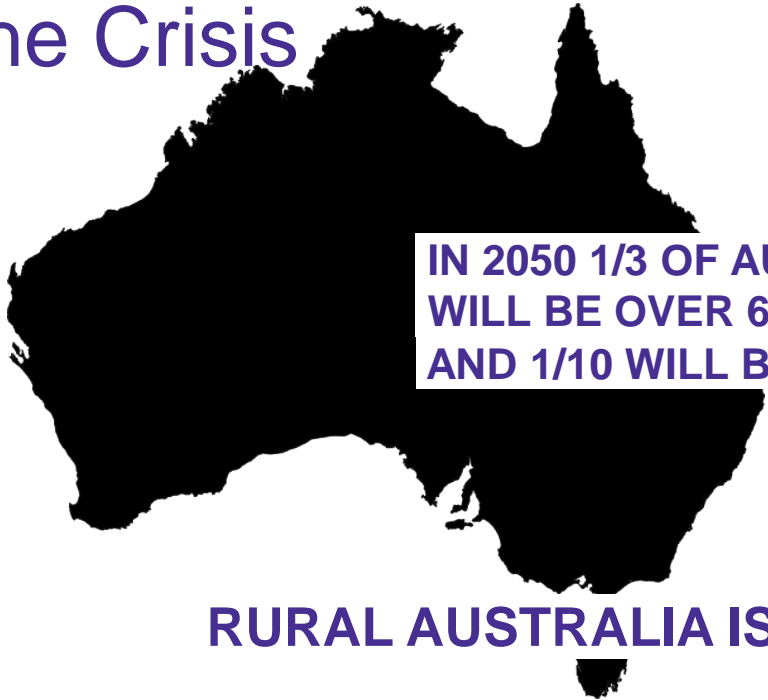 he Crisis
IN 2050 1/3 OF AU
WILL BE OVER 6
AND 1/10 WILL B
RURAL AUSTRALIA IS